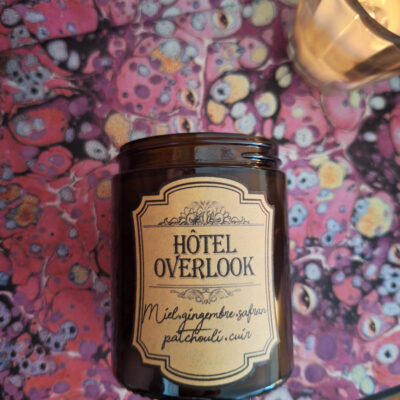 HÔTEL
OVERLOOK
Miel.gingembre.safran
patchouli.cuir